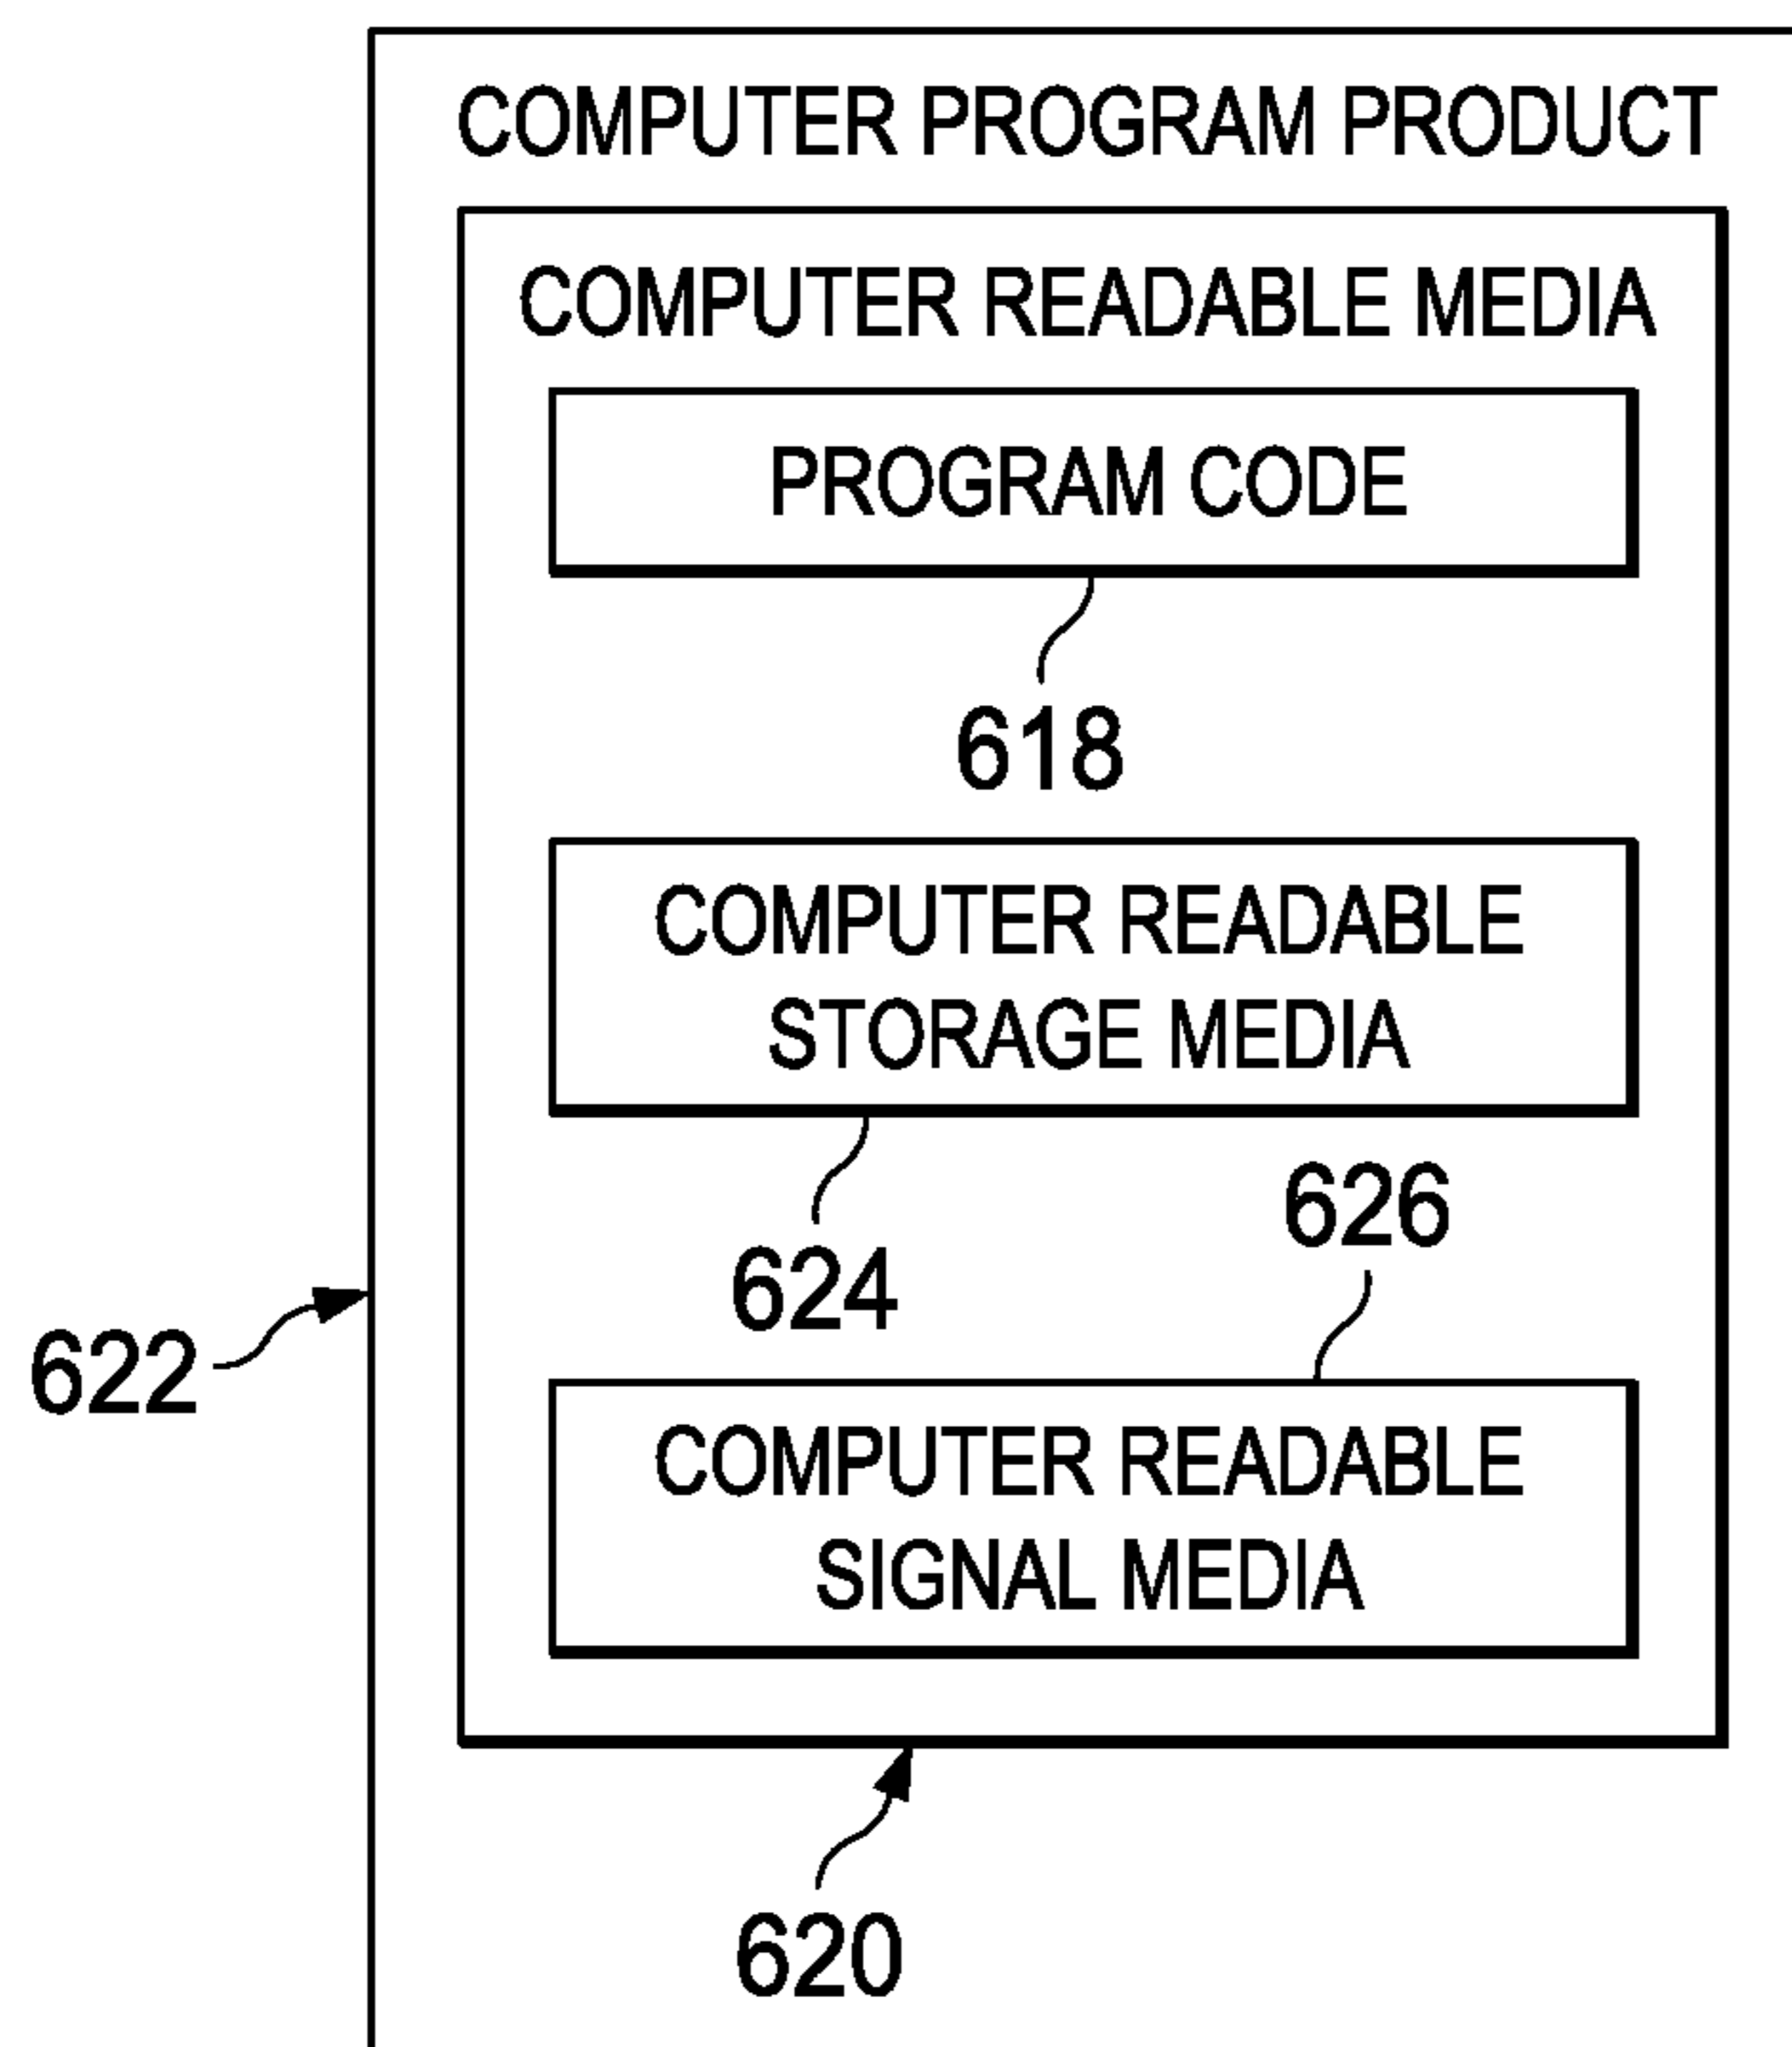 COMPUTER PROGRAM PRODUCT
COMPUTER READABLE MEDIA
PROGRAM CODE
618
COMPUTER READABLE
STORAGE MEDIA
626
624
622
COMPUTER READABLE
SIGNAL MEDIA
620